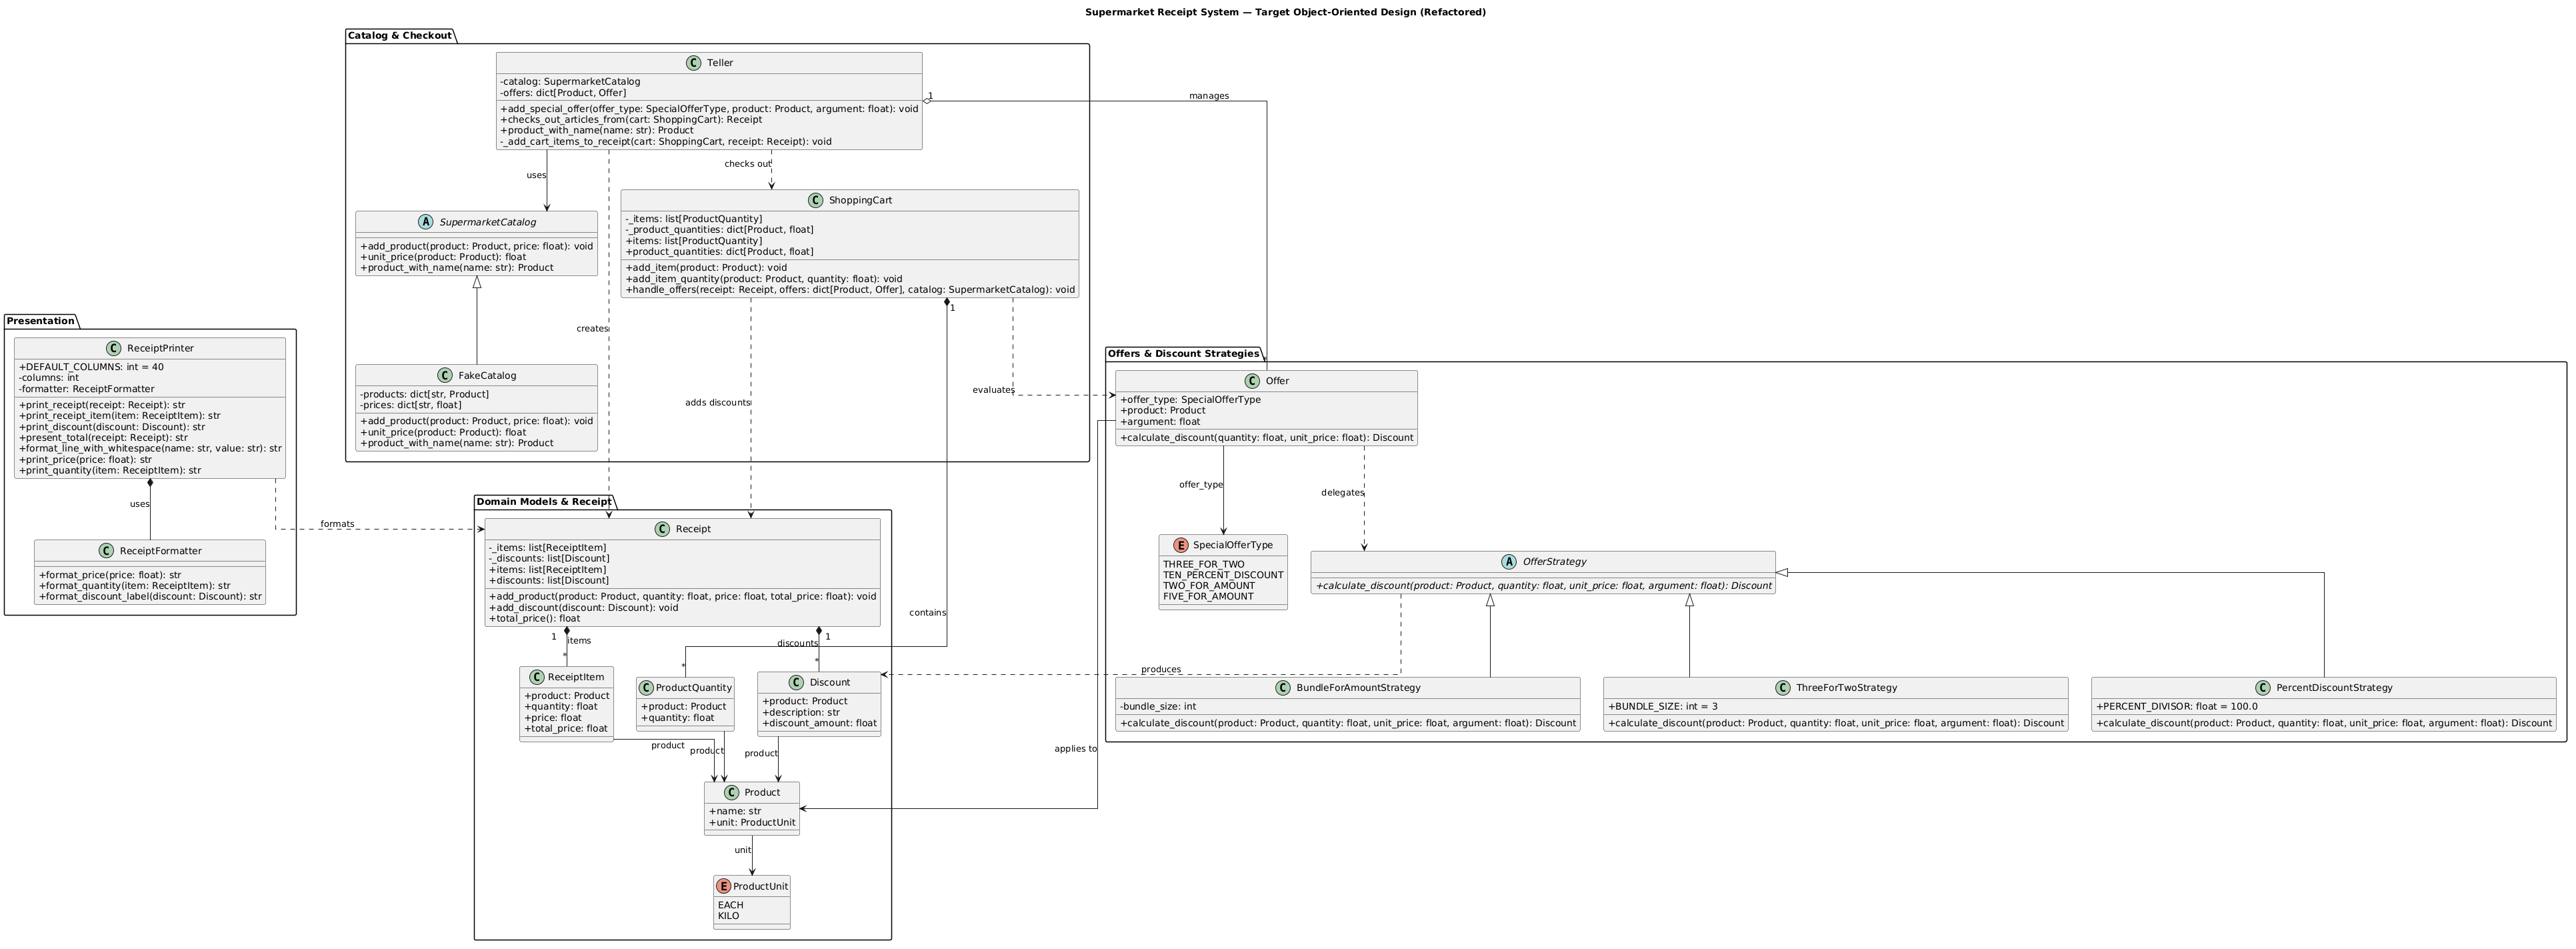 Supermarket Receipt System — Target Object-Oriented Design (Refactored)
Catalog & Checkout
C Teller
-catalog: SupermarketCatalog
-offers: dict[Product, Offer]
+add_special_offer(offer_type: SpecialOfferType, product: Product, argument: float): void
+checks_out_articles_from(cart: ShoppingCart): Receipt
+product_with_name(name: str): Product
-_add_cart_items_to_receipt(cart: ShoppingCart, receipt: Receipt): void
1
manages
uses
checks out
A SupermarketCatalog
+add_product(product: Product, price: float): void
+unit_price(product: Product): float
+product_with_name(name: str): Product
C ShoppingCart
-_items: list[ProductQuantity]
-_product_quantities: dict[Product, float]
+items: list[ProductQuantity]
+product_quantities: dict[Product, float]
+add_item(product: Product): void
+add_item_quantity(product: Product, quantity: float): void
+handle_offers(receipt: Receipt, offers: dict[Product, Offer], catalog: SupermarketCatalog): void
1
creates
adds discounts
evaluates
contains
C FakeCatalog
-products: dict[str, Product]
-prices: dict[str, float]
+add_product(product: Product, price: float): void
+unit_price(product: Product): float
+product_with_name(name: str): Product
Presentation
C ReceiptPrinter
+DEFAULT_COLUMNS: int = 40
-columns: int
-formatter: ReceiptFormatter
+print_receipt(receipt: Receipt): str
+print_receipt_item(item: ReceiptItem): str
+print_discount(discount: Discount): str
+present_total(receipt: Receipt): str
+format_line_with_whitespace(name: str, value: str): str
+print_price(price: float): str
+print_quantity(item: ReceiptItem): str
uses
formats
C ReceiptFormatter
+format_price(price: float): str
+format_quantity(item: ReceiptItem): str
+format_discount_label(discount: Discount): str
Offers & Discount Strategies
*
C Offer
+offer_type: SpecialOfferType
+product: Product
+argument: float
+calculate_discount(quantity: float, unit_price: float): Discount
offer_type
delegates
applies to
E SpecialOfferType
THREE_FOR_TWO
TEN_PERCENT_DISCOUNT
TWO_FOR_AMOUNT
FIVE_FOR_AMOUNT
A OfferStrategy
+calculate_discount(product: Product, quantity: float, unit_price: float, argument: float): Discount
produces
C BundleForAmountStrategy
-bundle_size: int
+calculate_discount(product: Product, quantity: float, unit_price: float, argument: float): Discount
C ThreeForTwoStrategy
+BUNDLE_SIZE: int = 3
+calculate_discount(product: Product, quantity: float, unit_price: float, argument: float): Discount
C PercentDiscountStrategy
+PERCENT_DIVISOR: float = 100.0
+calculate_discount(product: Product, quantity: float, unit_price: float, argument: float): Discount
Domain Models & Receipt
C Receipt
-_items: list[ReceiptItem]
-_discounts: list[Discount]
+items: list[ReceiptItem]
+discounts: list[Discount]
+add_product(product: Product, quantity: float, price: float, total_price: float): void
+add_discount(discount: Discount): void
+total_price(): float
1
items
*
discounts
1
*
*
C ReceiptItem
+product: Product
+quantity: float
+price: float
+total_price: float
C ProductQuantity
+product: Product
+quantity: float
C Discount
+product: Product
+description: str
+discount_amount: float
product
product
product
C Product
+name: str
+unit: ProductUnit
unit
E ProductUnit
EACH
KILO